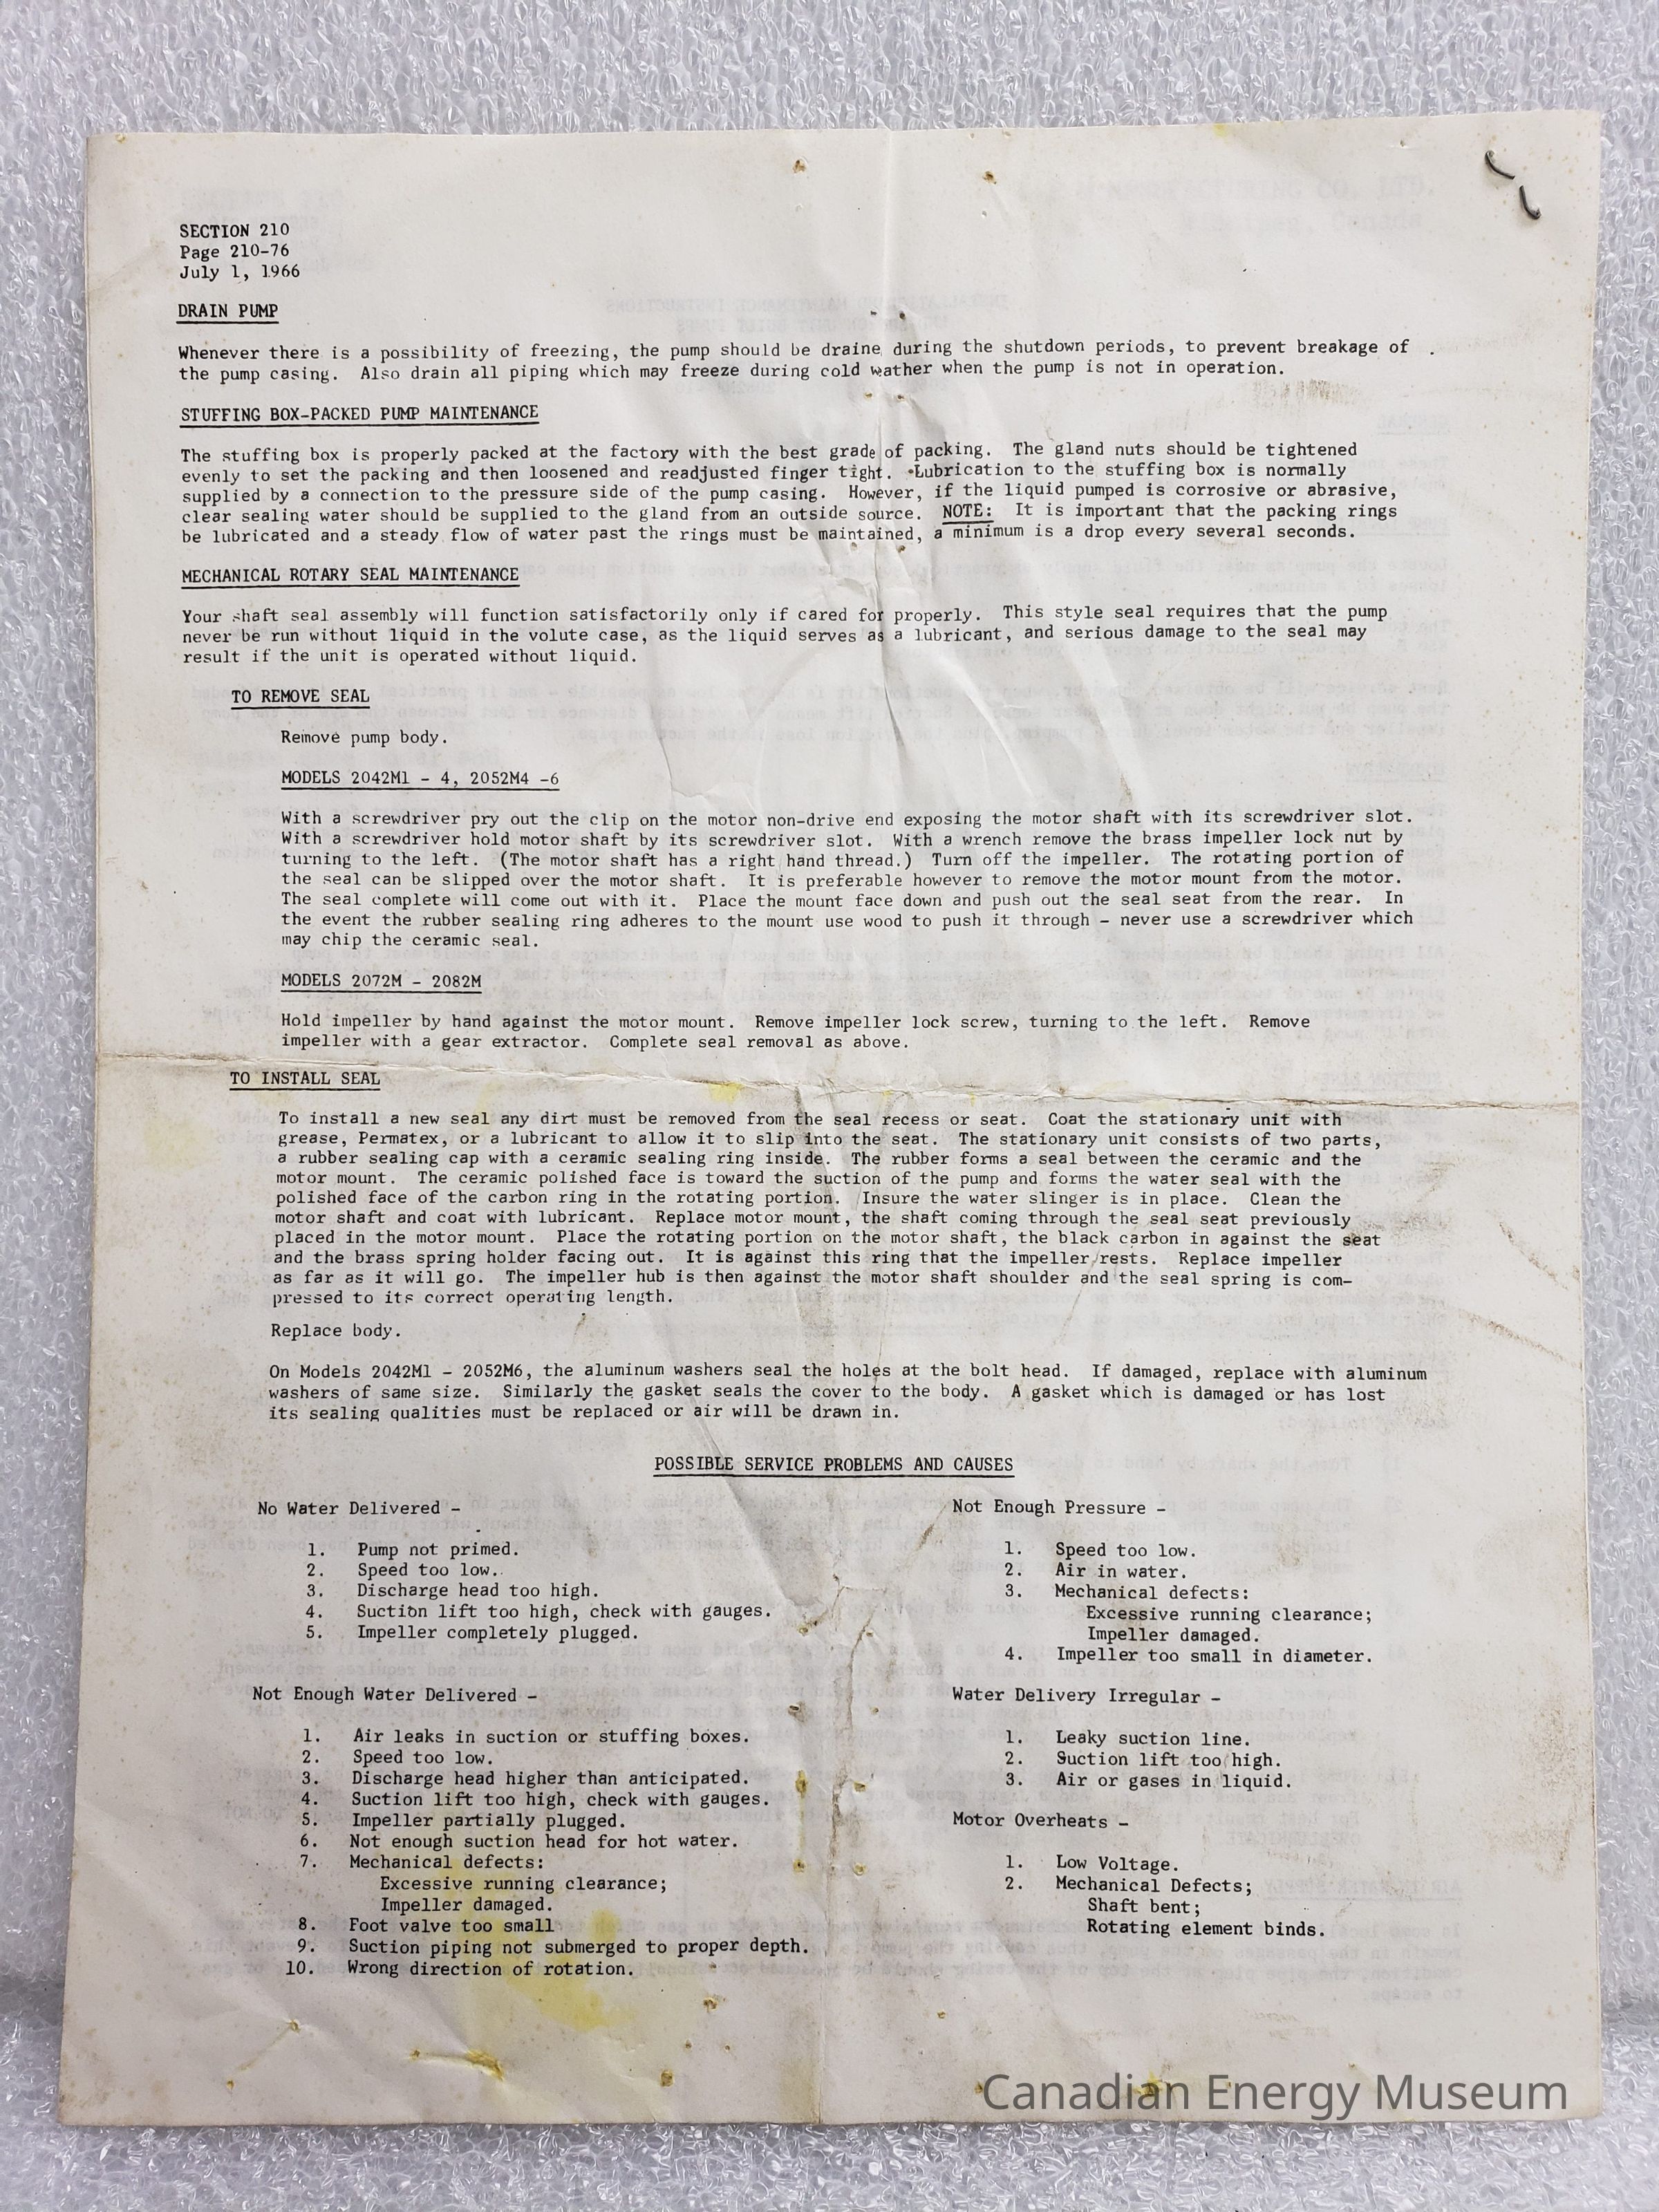 SECTION 210
Page 210-76
July 1, 1966
DRAIN PUMP
Whenever there is a possibility of freezing, the pump should be draine during the shutdown periods, to prevent breakage of
the pump casing. Also drain all piping which may freeze during cold weather when the pump is not in operation.
STUFFING BOX-PACKED PUMP MAINTENANCE
The stuffing box is properly packed at the factory with the best grade of packing. The gland nuts should be tightened
evenly to set the packing and then loosened and readjusted finger tight. Lubrication to the stuffing box is normally
supplied by a connection to the pressure side of the pump casing. However, if the liquid pumped is corrosive or abrasive,
clear sealing water should be supplied to the gland from an outside source. NOTE: It is important that the packing rings
be lubricated and a steady flow of water past the rings must be maintained, a minimum is a drop every several seconds.
MECHANICAL ROTARY SEAL MAINTENANCE
Your shaft seal assembly will function satisfactorily only if cared for properly. This style seal requires that the pump
never be run without liquid in the volute case, as the liquid serves as a lubricant, and serious damage to the seal may
result if the unit is operated without liquid.
TO REMOVE SEAL
Remove pump body.
MODELS 2042M1 - 4, 2052M4 -6
With a screwdriver pry out the clip on the motor non-drive end exposing the motor shaft with its screwdriver slot.
With a screwdriver hold motor shaft by its screwdriver slot. With a wrench remove the brass impeller lock nut by
turning to the left. (The motor shaft has a right hand thread.) Turn off the impeller. The rotating portion of
the seal can be slipped over the motor shaft. It is preferable however to remove the motor mount from the motor.
The seal complete will come out with it. Place the mount face down and push out the seal seat from the rear. In
the event the rubber sealing ring adheres to the mount use wood to push it through - never use a screwdriver which
may chip the ceramic seal.
MODELS 2072M - 2082M
Hold impeller by hand against the motor mount. Remove impeller lock screw, turning to the left. Remove
impeller with a gear extractor. Complete seal removal as above.
TO INSTALL SEAL
To install a new seal any dirt must be removed from the seal recess or seat. Coat the stationary unit with
grease, Permatex, or a lubricant to allow it to slip into the seat. The stationary unit consists of two parts,
a rubber sealing cap with a ceramic sealing ring inside. The rubber forms a seal between the ceramic and the
motor mount. The ceramic polished face is toward the suction of the pump and forms the water seal with the
polished face of the carbon ring in the rotating portion. Insure the water slinger is in place. Clean the
motor shaft and coat with lubricant. Replace motor mount, the shaft coming through the seal seat previously
placed in the motor mount. Place the rotating portion on the motor shaft, the black carbon in against the seat
and the brass spring holder facing out. It is against this ring that the impeller rests. Replace impeller
as far as it will go. The impeller hub is then against the motor shaft shoulder and the seal spring is com-
pressed to its correct operating length.
Replace body.
On Models 2042M1 - 2052M6, the aluminum washers seal the holes at the bolt head. If damaged, replace with aluminum
washers of same size. Similarly the gasket seals the cover to the body. A gasket which is damaged or has lost
its sealing qualities must be replaced or air will be drawn in.
POSSIBLE SERVICE PROBLEMS AND CAUSES
No Water Delivered -
1. Pump not primed.
2. Speed too low.
3. Discharge head too high.
4. Suction lift too high, check with gauges.
5. Impeller completely plugged.
Not Enough Water Delivered -
1. Air leaks in suction or stuffing boxes.
2. Speed too low.
3. Discharge head higher than anticipated.
4. Suction lift too high, check with gauges.
5. Impeller partially plugged.
6. Not enough suction head for hot water.
7. Mechanical defects:
Excessive running clearance;
Impeller damaged.
8. Foot valve too small
9. Suction piping not submerged to proper depth.
10. Wrong direction of rotation.
Not Enough Pressure -
1. Speed too low.
2. Air in water.
3. Mechanical defects:
Excessive running clearance;
Impeller damaged.
4. Impeller too small in diameter.
Water Delivery Irregular -
1. Leaky suction line.
2. Suction lift too high.
3. Air or gases in liquid.
Motor Overheats -
1. Low Voltage.
2. Mechanical Defects;
Shaft bent;
Rotating element binds.
Canadian Energy Museum